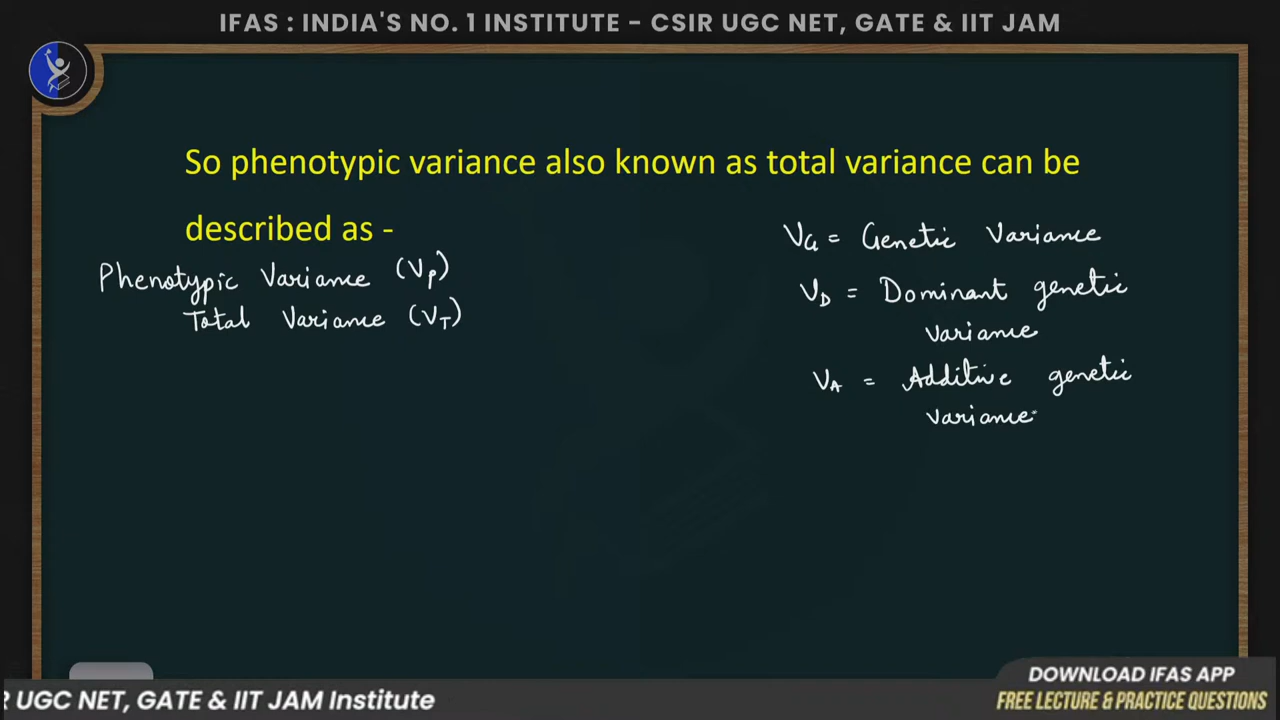 IFAS : INDIA'S NO. 1 INSTITUTE - CSIR UGC NET, GATE & IIT JAM
So phenotypic variance also known as total variance can be
described as -
Phenotypic Variance (VP)
Total Variance (VT)
VG = Genetic Variance
VD = Dominant genetic
variance
VA = Additive genetic
variance
R UGC NET, GATE & IIT JAM Institute
DOWNLOAD IFAS APP
FREE LECTURE & PRACTICE QUESTIONS